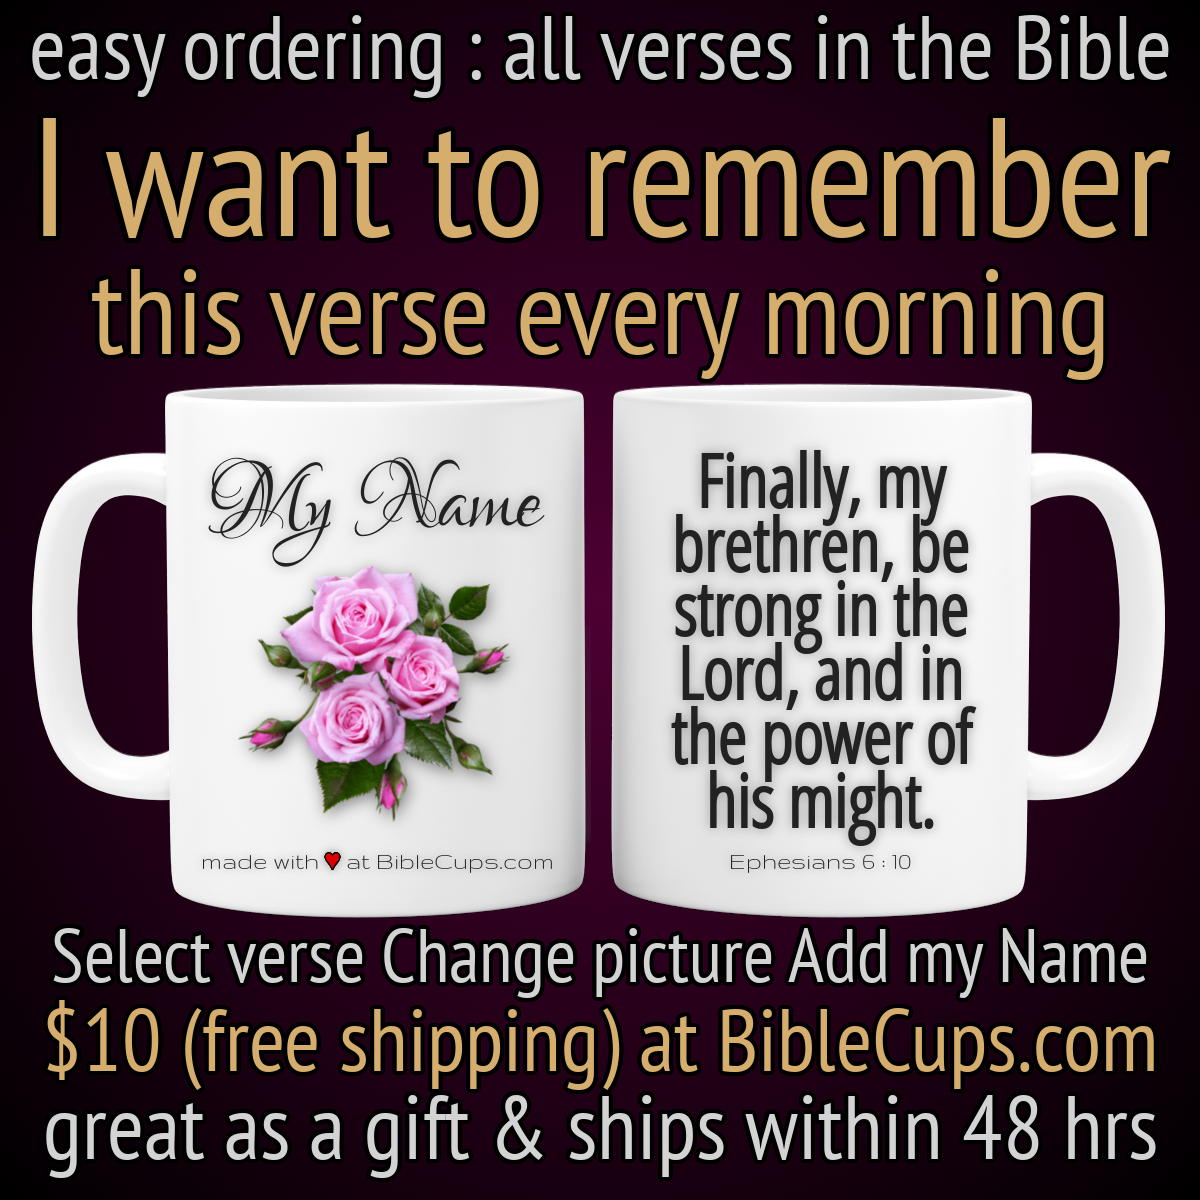 easy ordering : all verses in the Bible
I want to remember
this verse every morning
My Name
made with ♥ at BibleCups.com
Finally, my
brethren, be
strong in the
Lord, and in
the power of
his might.
Ephesians 6 : 10
Select verse Change picture Add my Name
$10 (free shipping) at BibleCups.com
great as a gift & ships within 48 hrs